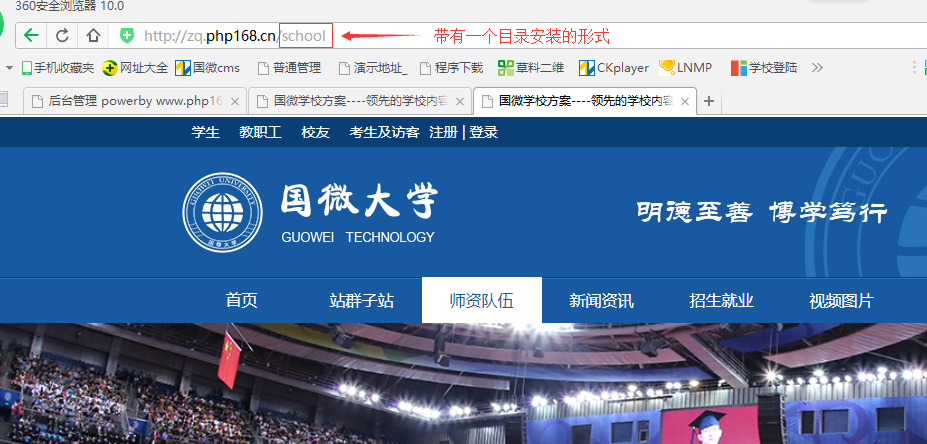 360安全浏览器 10.0
http://zq.php168.cn/school
带有一个目录安装的形式
手机收藏夹 网址大全 国微cms 普通管理 演示地址_ 程序下载 草料二维 CKplayer LNMP 学校登陆
后台管理 powerby www.php16 国微学校方案----领先的学校内容 国微学校方案----领先的学校内容
学生 教职工 校友 考生及访客 注册 | 登录
GUOWEI UNIVERSITY
国微大学
国微大学
GUOWEI TECHNOLOGY
明德至善 博学笃行
首页 站群子站 师资队伍 新闻资讯 招生就业 视频图片